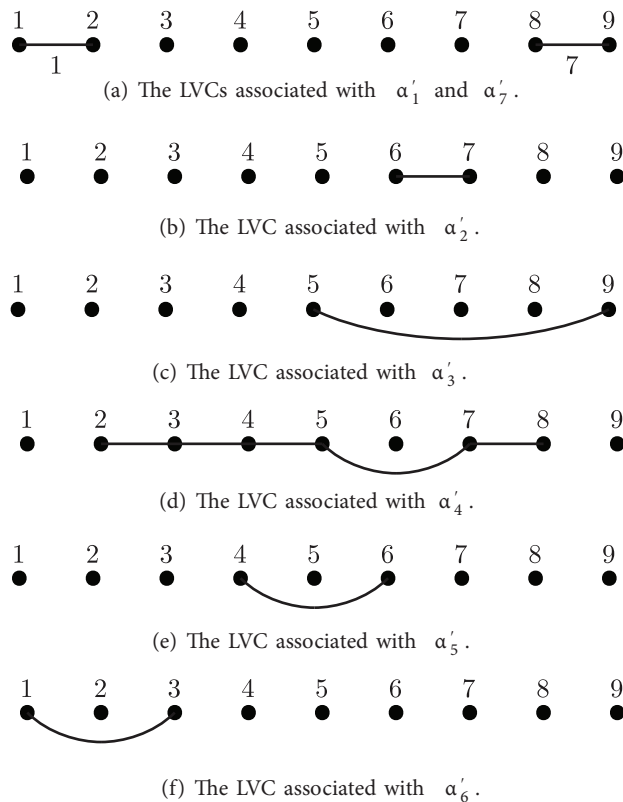 1 2 3 4 5 6 7 8 9
1 7
(a) The LVCs associated with α′₁ and α′₇ .
1 2 3 4 5 6 7 8 9
(b) The LVC associated with α′₂ .
1 2 3 4 5 6 7 8 9
(c) The LVC associated with α′₃ .
1 2 3 4 5 6 7 8 9
(d) The LVC associated with α′₄ .
1 2 3 4 5 6 7 8 9
(e) The LVC associated with α′₅ .
1 2 3 4 5 6 7 8 9
(f) The LVC associated with α′₆ .